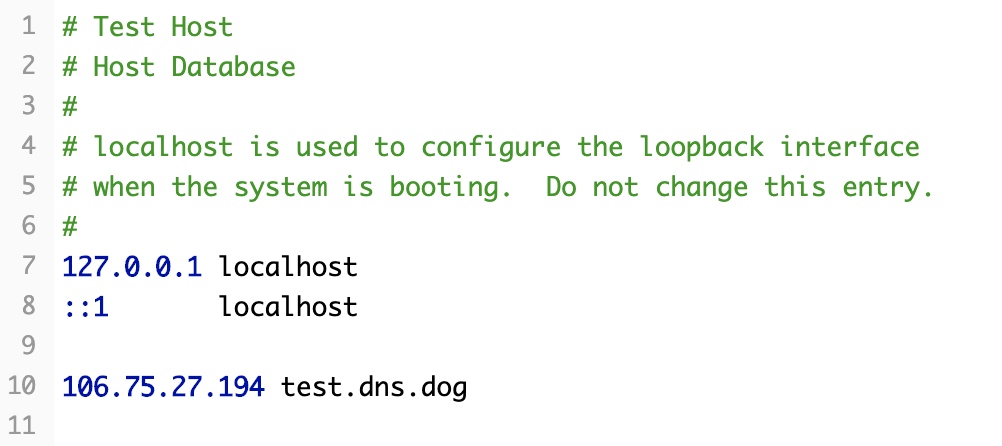 1 # Test Host
2 # Host Database
3 #
4 # localhost is used to configure the loopback interface
5 # when the system is booting.  Do not change this entry.
6 #
7 127.0.0.1 localhost
8 ::1       localhost
9
10 106.75.27.194 test.dns.dog
11